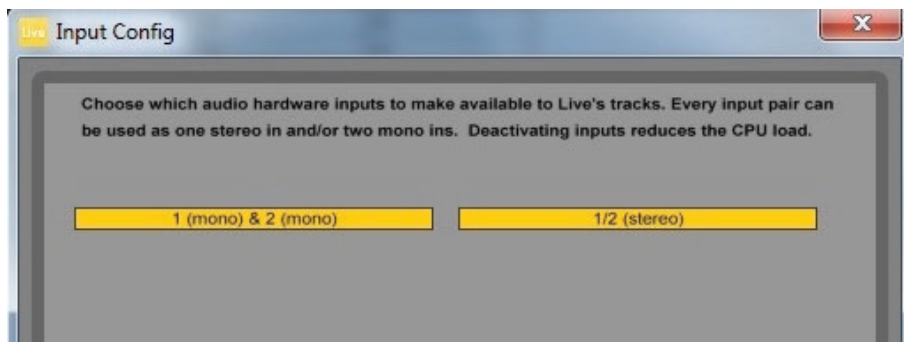 Live Input Config
Choose which audio hardware inputs to make available to Live's tracks. Every input pair can
be used as one stereo in and/or two mono ins. Deactivating inputs reduces the CPU load.
1 (mono) & 2 (mono) 1/2 (stereo)